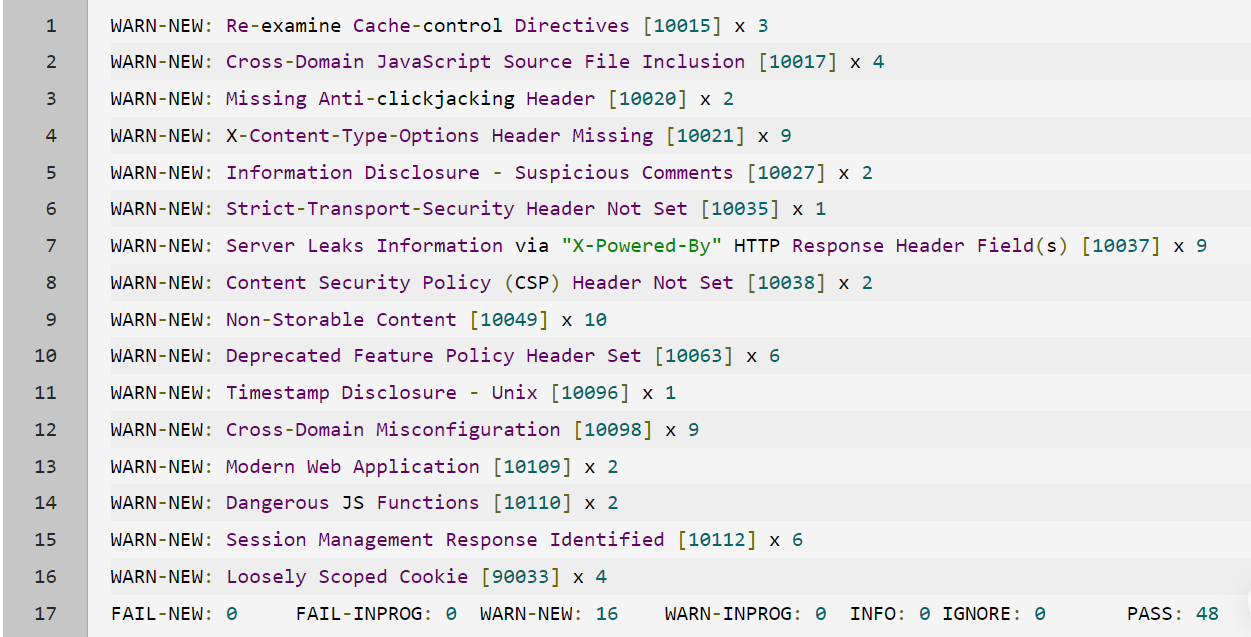 1 WARN-NEW: Re-examine Cache-control Directives [10015] x 3
2 WARN-NEW: Cross-Domain JavaScript Source File Inclusion [10017] x 4
3 WARN-NEW: Missing Anti-clickjacking Header [10020] x 2
4 WARN-NEW: X-Content-Type-Options Header Missing [10021] x 9
5 WARN-NEW: Information Disclosure - Suspicious Comments [10027] x 2
6 WARN-NEW: Strict-Transport-Security Header Not Set [10035] x 1
7 WARN-NEW: Server Leaks Information via "X-Powered-By" HTTP Response Header Field(s) [10037] x 9
8 WARN-NEW: Content Security Policy (CSP) Header Not Set [10038] x 2
9 WARN-NEW: Non-Storable Content [10049] x 10
10 WARN-NEW: Deprecated Feature Policy Header Set [10063] x 6
11 WARN-NEW: Timestamp Disclosure - Unix [10096] x 1
12 WARN-NEW: Cross-Domain Misconfiguration [10098] x 9
13 WARN-NEW: Modern Web Application [10109] x 2
14 WARN-NEW: Dangerous JS Functions [10110] x 2
15 WARN-NEW: Session Management Response Identified [10112] x 6
16 WARN-NEW: Loosely Scoped Cookie [90033] x 4
17 FAIL-NEW: 0 FAIL-INPROG: 0 WARN-NEW: 16 WARN-INPROG: 0 INFO: 0 IGNORE: 0 PASS: 48